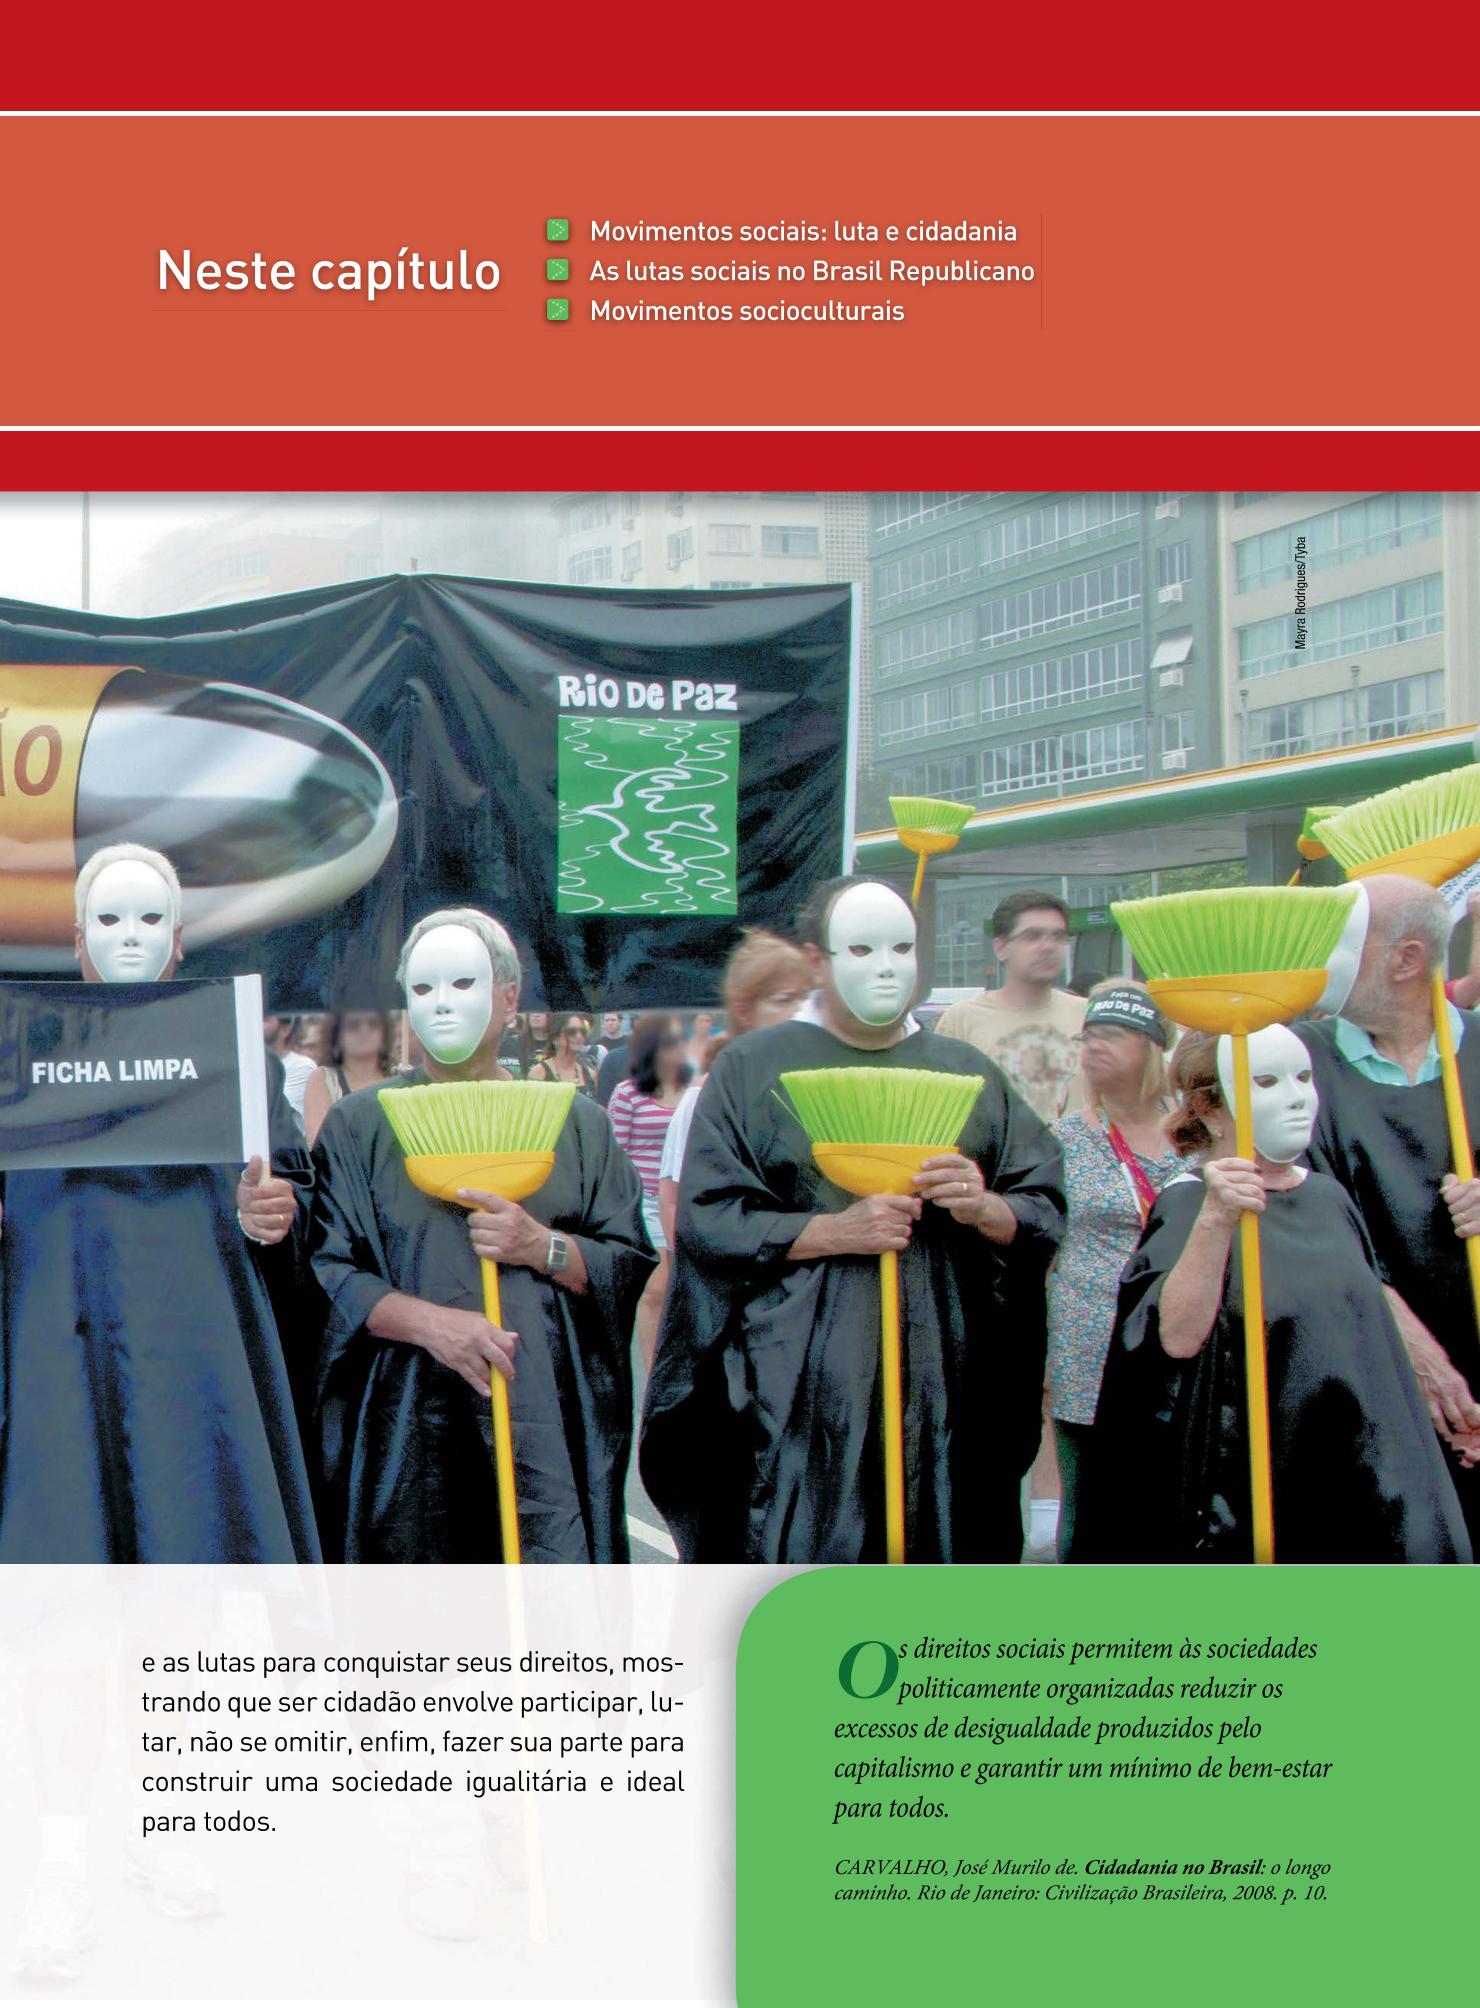 Neste capítulo
Movimentos sociais: luta e cidadania
As lutas sociais no Brasil Republicano
Movimentos socioculturais
Mayra Rodrigues/Tyba
RIO DE PAZ
ÃO
FICHA LIMPA
RIO DE PAZ
e as lutas para conquistar seus direitos, mos-
trando que ser cidadão envolve participar, lu-
tar, não se omitir, enfim, fazer sua parte para
construir uma sociedade igualitária e ideal
para todos.
Os direitos sociais permitem às sociedades
politicamente organizadas reduzir os
excessos de desigualdade produzidos pelo
capitalismo e garantir um mínimo de bem-estar
para todos.
CARVALHO, José Murilo de. Cidadania no Brasil: o longo
caminho. Rio de Janeiro: Civilização Brasileira, 2008. p. 10.